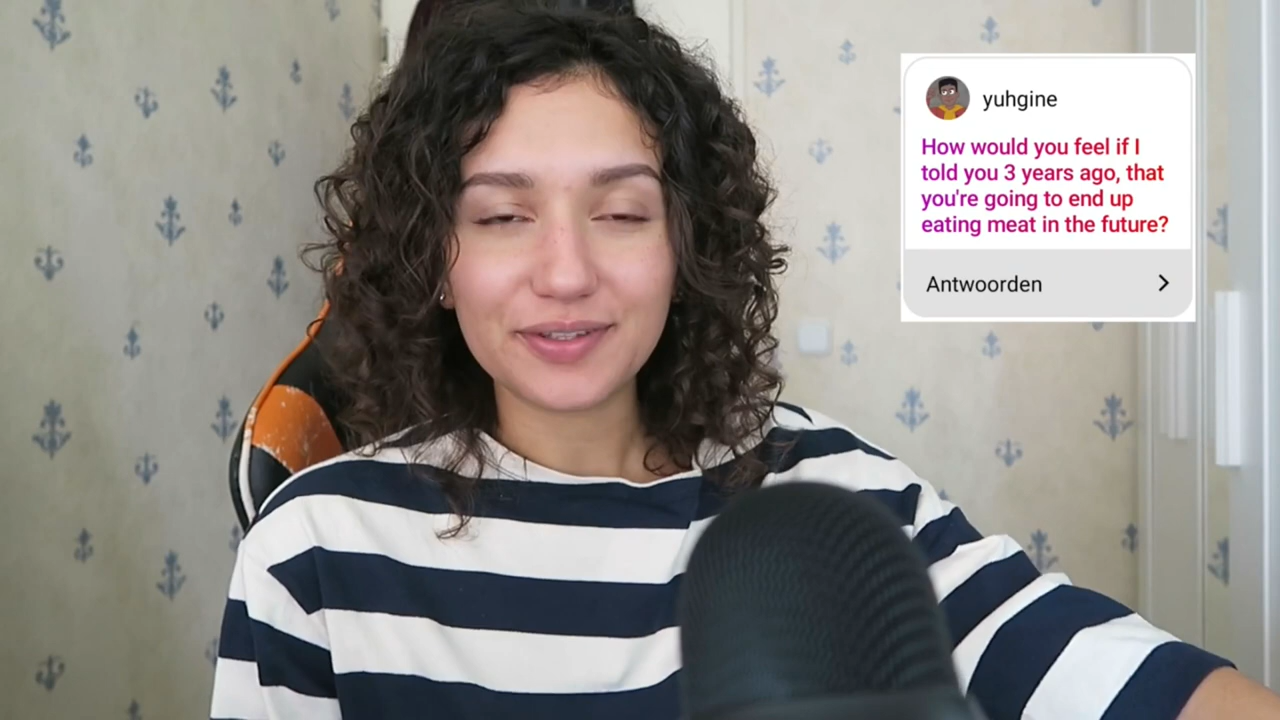 yuhgine
How would you feel if I
told you 3 years ago, that
you're going to end up
eating meat in the future?
Antwoorden